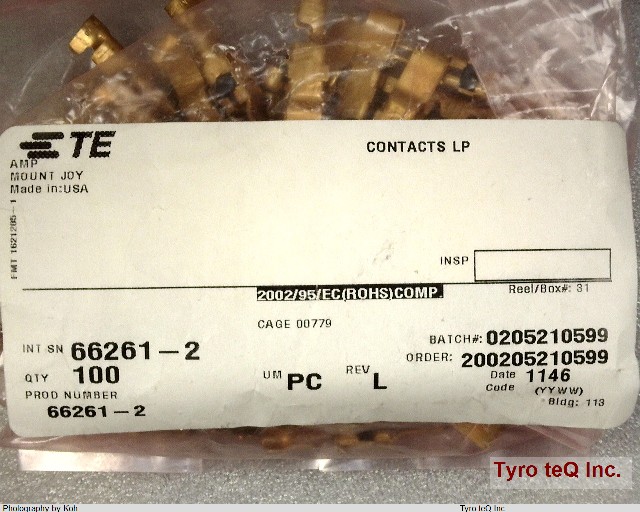 TE
CONTACTS LP
AMP
MOUNT JOY
Made in:USA
FMT 1621285-1
INSP
2002/95/EC(ROHS)COMP.
Reel/Box#: 31
CAGE 00779
INT SN 66261-2
BATCH#: 0205210599
ORDER: 200205210599
QTY 100
UM PC
REV L
Date Code 1146
(YYWW)
PROD NUMBER
66261-2
Bldg: 113
Tyro teQ Inc.
Photography by Koh
Tyro teQ Inc